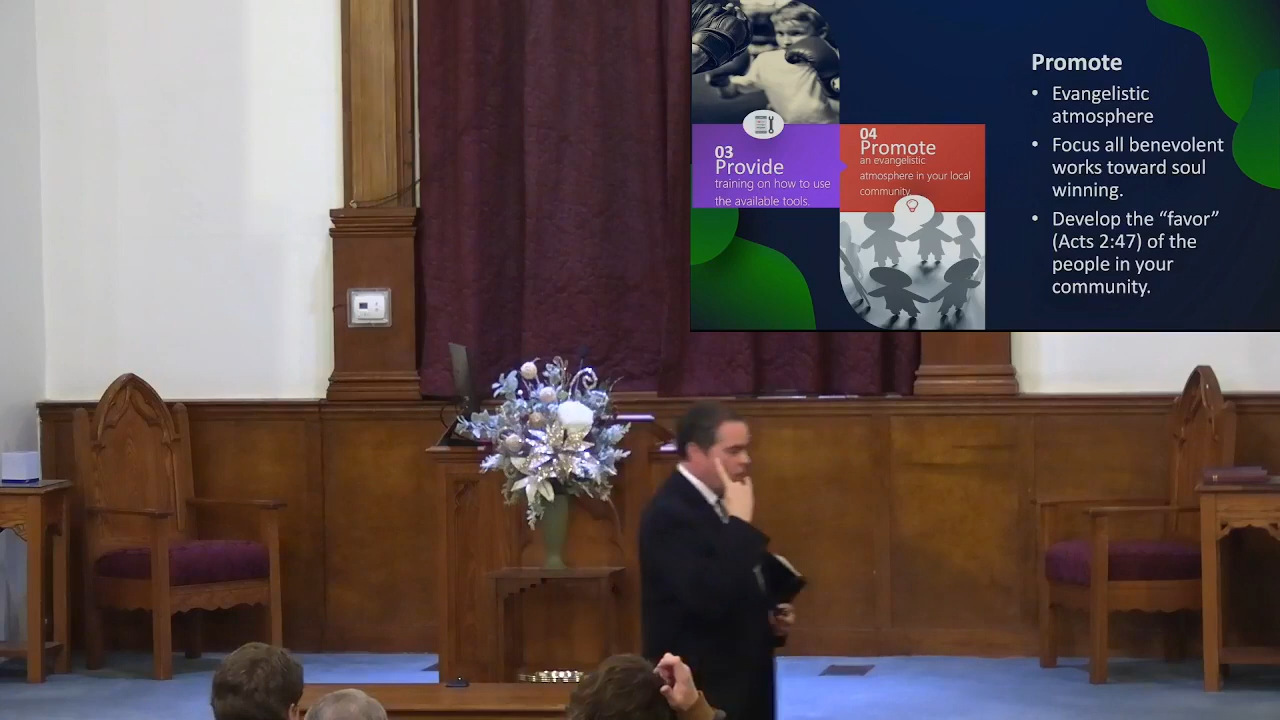 03
Provide
training on how to use
the available tools.
04
Promote
an evangelistic
atmosphere in your local
community.
Promote
• Evangelistic
atmosphere
• Focus all benevolent
works toward soul
winning.
• Develop the “favor”
(Acts 2:47) of the
people in your
community.